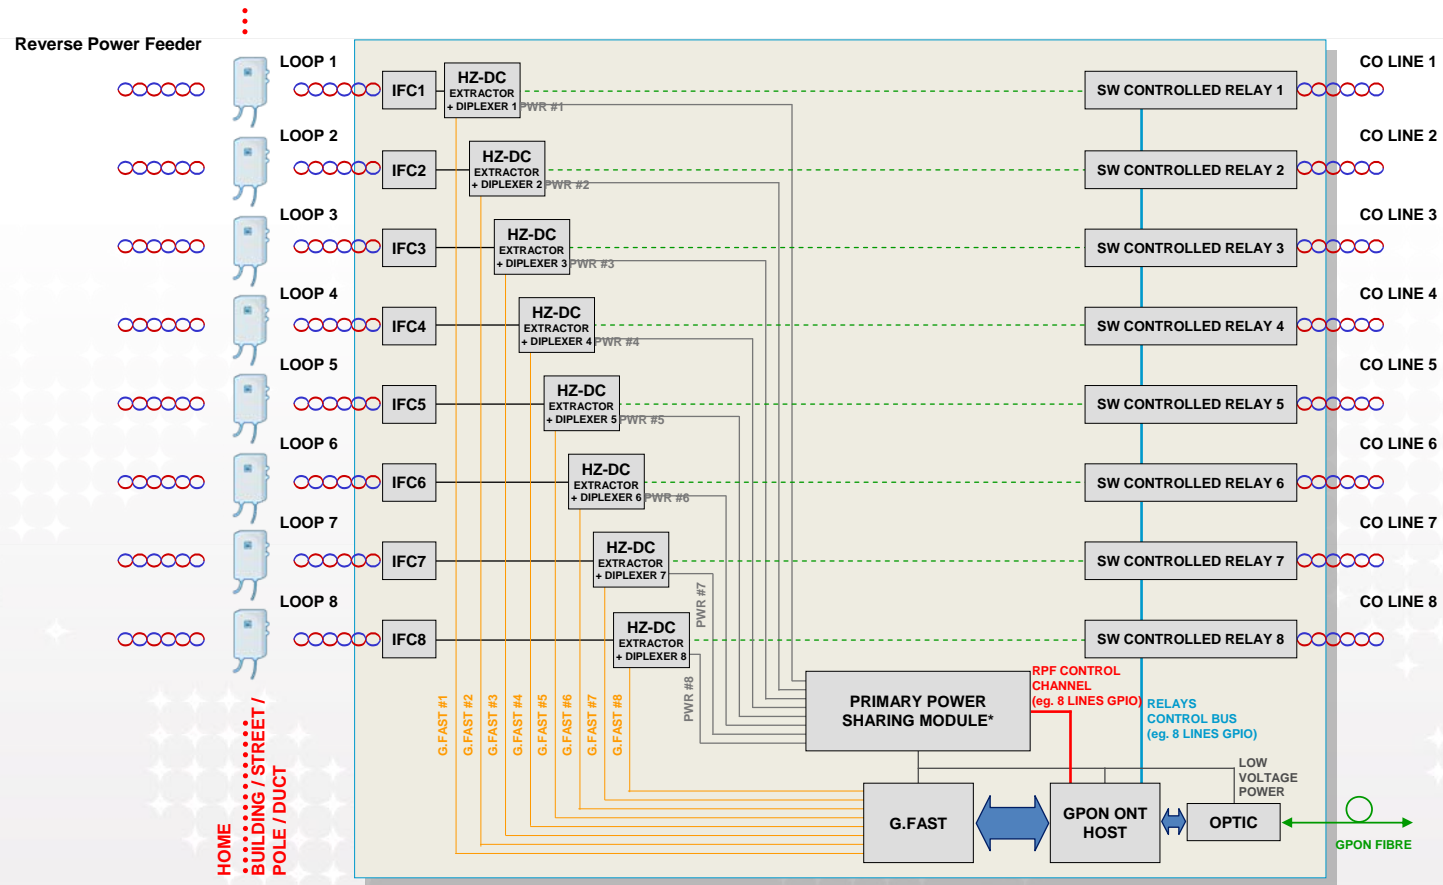 Reverse Power Feeder
LOOP 1
IFC1
HZ-DC
EXTRACTOR
+ DIPLEXER 1
PWR #1
SW CONTROLLED RELAY 1
CO LINE 1
LOOP 2
IFC2
HZ-DC
EXTRACTOR
+ DIPLEXER 2
PWR #2
SW CONTROLLED RELAY 2
CO LINE 2
LOOP 3
IFC3
HZ-DC
EXTRACTOR
+ DIPLEXER 3
PWR #3
SW CONTROLLED RELAY 3
CO LINE 3
LOOP 4
IFC4
HZ-DC
EXTRACTOR
+ DIPLEXER 4
PWR #4
SW CONTROLLED RELAY 4
CO LINE 4
LOOP 5
IFC5
HZ-DC
EXTRACTOR
+ DIPLEXER 5
PWR #5
SW CONTROLLED RELAY 5
CO LINE 5
LOOP 6
IFC6
HZ-DC
EXTRACTOR
+ DIPLEXER 6
PWR #6
SW CONTROLLED RELAY 6
CO LINE 6
LOOP 7
IFC7
HZ-DC
EXTRACTOR
+ DIPLEXER 7
PWR #7
SW CONTROLLED RELAY 7
CO LINE 7
LOOP 8
IFC8
HZ-DC
EXTRACTOR
+ DIPLEXER 8
PWR #8
SW CONTROLLED RELAY 8
CO LINE 8
HOME
BUILDING / STREET /
POLE / DUCT
G.FAST #1
G.FAST #2
G.FAST #3
G.FAST #4
G.FAST #5
G.FAST #6
G.FAST #7
G.FAST #8
PRIMARY POWER
SHARING MODULE*
RPF CONTROL
CHANNEL
(eg. 8 LINES GPIO)
RELAYS
CONTROL BUS
(eg. 8 LINES GPIO)
LOW
VOLTAGE
POWER
G.FAST
GPON ONT
HOST
OPTIC
GPON FIBRE